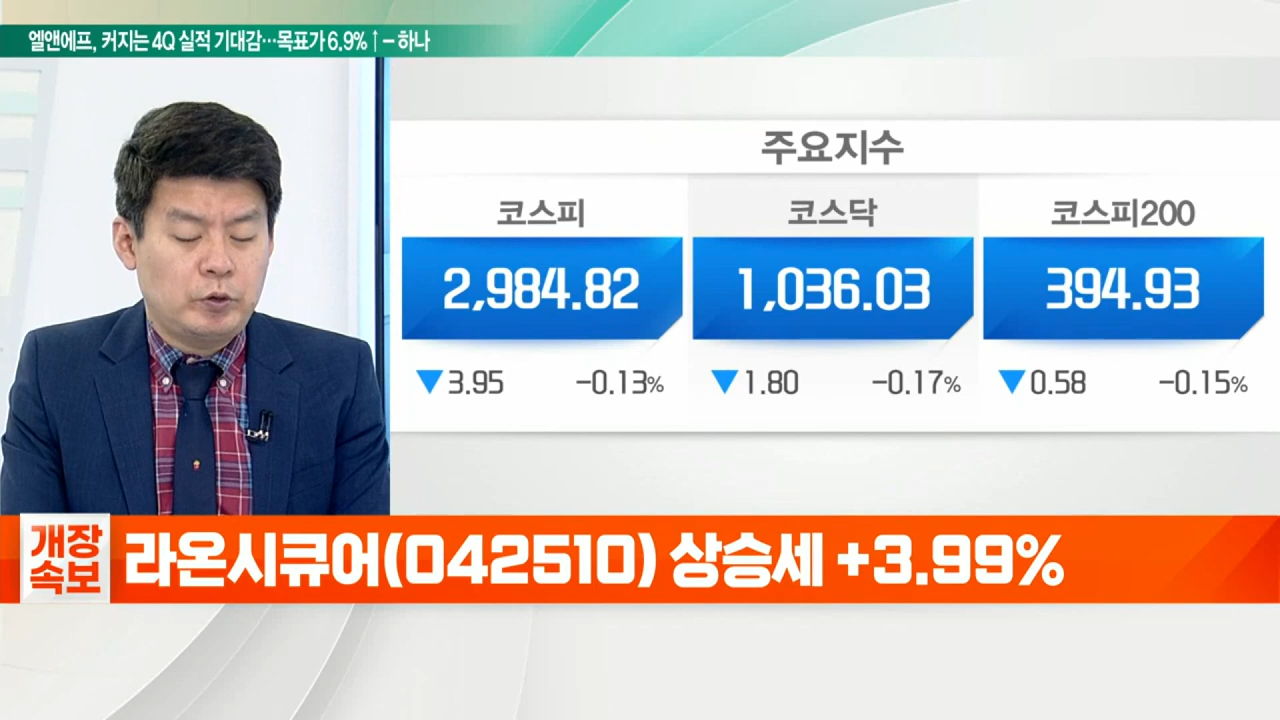 엘앤에프, 커지는 4Q 실적 기대감…목표가 6.9%↑ – 하나
주요지수
코스피 코스닥 코스피200
2,984.82 1,036.03 394.93
▼3.95 -0.13% ▼1.80 -0.17% ▼0.58 -0.15%
개장
속보
라온시큐어(042510) 상승세 +3.99%